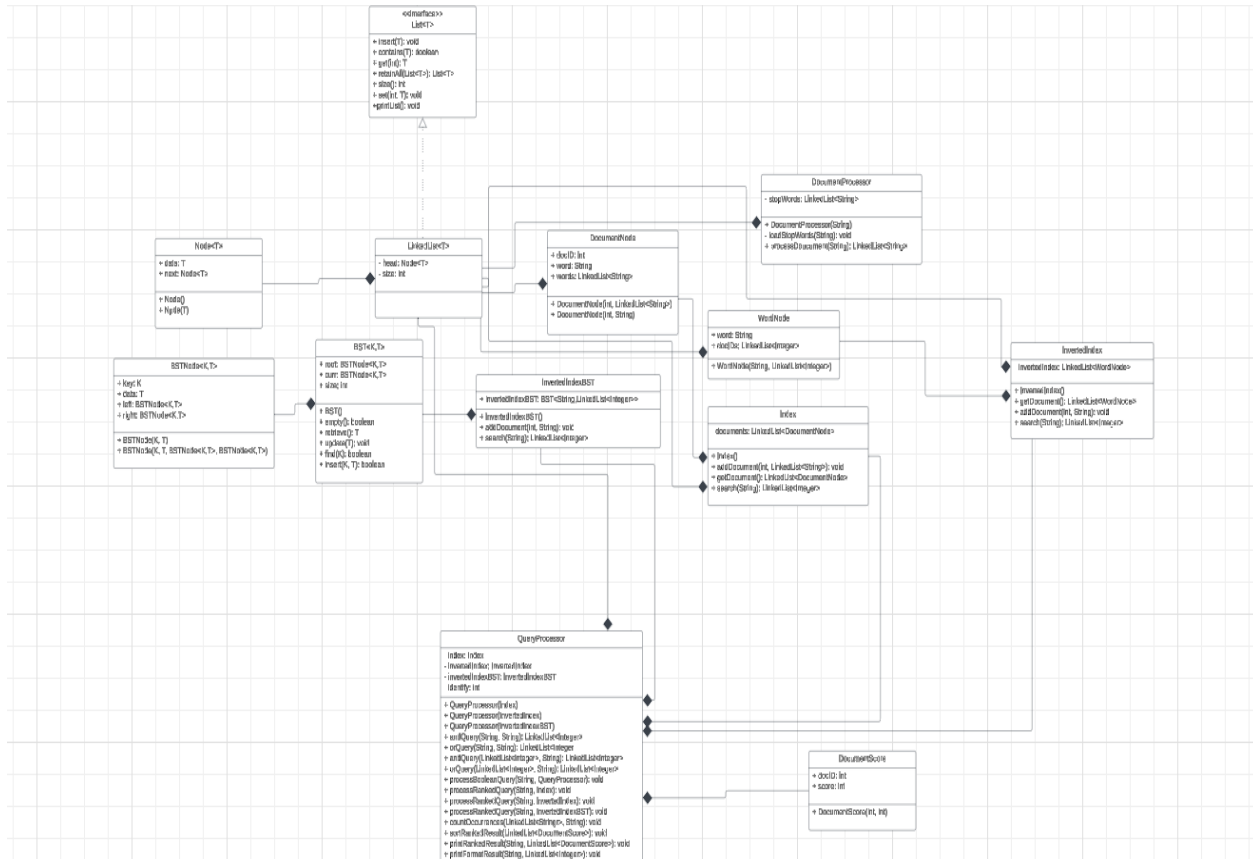 <<Interface>>
List<T>
+ insert(T): void
+ contains(T): boolean
+ get(int): T
+ retainAll(List<T>): List<T>
+ size(): int
+ set(int, T): void
+printList(): void
DocumentProcessor
- stopWords: LinkedList<String>
+ DocumentProcessor(String)
- loadStopWords(String): void
+ processDocument(String): LinkedList<String>
Node<T>
+ data: T
+ next: Node<T>
+ Node()
+ Node(T)
LinkedList<T>
- head: Node<T>
- size: int
DocumentNode
+ docID: int
+ word: String
+ words: LinkedList<String>
+ DocumentNode(int, LinkedList<String>)
+ DocumentNode(int, String)
WordNode
+ word: String
+ docIDs: LinkedList<Integer>
+ WordNode(String, LinkedList<Integer>)
InvertedIndex
invertedIndex: LinkedList<WordNode>
+ InvertedIndex()
+ getDocument(): LinkedList<WordNode>
+ addDocument(int, String): void
+ search(String): LinkedList<Integer>
BSTNode<K,T>
+ key: K
+ data: T
+ left: BSTNode<K,T>
+ right: BSTNode<K,T>
+ BSTNode(K, T)
+ BSTNode(K, T, BSTNode<K,T>, BSTNode<K,T>)
BST<K,T>
+ root: BSTNode<K,T>
+ curr: BSTNode<K,T>
+ size: int
+ BST()
+ empty(): boolean
+ retrieve(): T
+ update(T): void
+ find(K): boolean
+ insert(K, T): boolean
InvertedIndexBST
+ invertedIndexBST: BST<String,LinkedList<Integer>>
+ InvertedIndexBST()
+ addDocument(int, String): void
+ search(String): LinkedList<Integer>
Index
documents: LinkedList<DocumentNode>
+ Index()
+ addDocument(int, LinkedList<String>): void
+ getDocument(): LinkedList<DocumentNode>
+ search(String): LinkedList<Integer>
QueryProcessor
Index: Index
- invertedIndex: InvertedIndex
- invertedIndexBST: InvertedIndexBST
identify: int
+ QueryProcessor(Index)
+ QueryProcessor(InvertedIndex)
+ QueryProcessor(InvertedIndexBST)
+ andQuery(String, String): LinkedList<Integer>
+ orQuery(String, String): LinkedList<Integer
+ andQuery(LinkedList<Integer>, String): LinkedList<Integer>
+ orQuery(LinkedList<Integer>, String): LinkedList<Integer>
+ processBooleanQuery(String, QueryProcessor): void
+ processRankedQuery(String, Index): void
+ processRankedQuery(String, InvertedIndex): void
+ processRankedQuery(String, InvertedIndexBST): void
+ countOccurrences(LinkedList<String>, String): void
+ sortRankedResult(LinkedList<DocumentScore>): void
+ printRankedResult(String, LinkedList<DocumentScore>): void
+ printFormatResult(String, LinkedList<Integer>): void
DocumentScore
+ docID: int
+ score: int
+ DocumentScore(int, int)